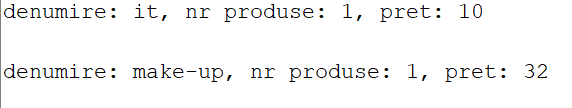 denumire: it, nr produse: 1, pret: 10
denumire: make-up, nr produse: 1, pret: 32